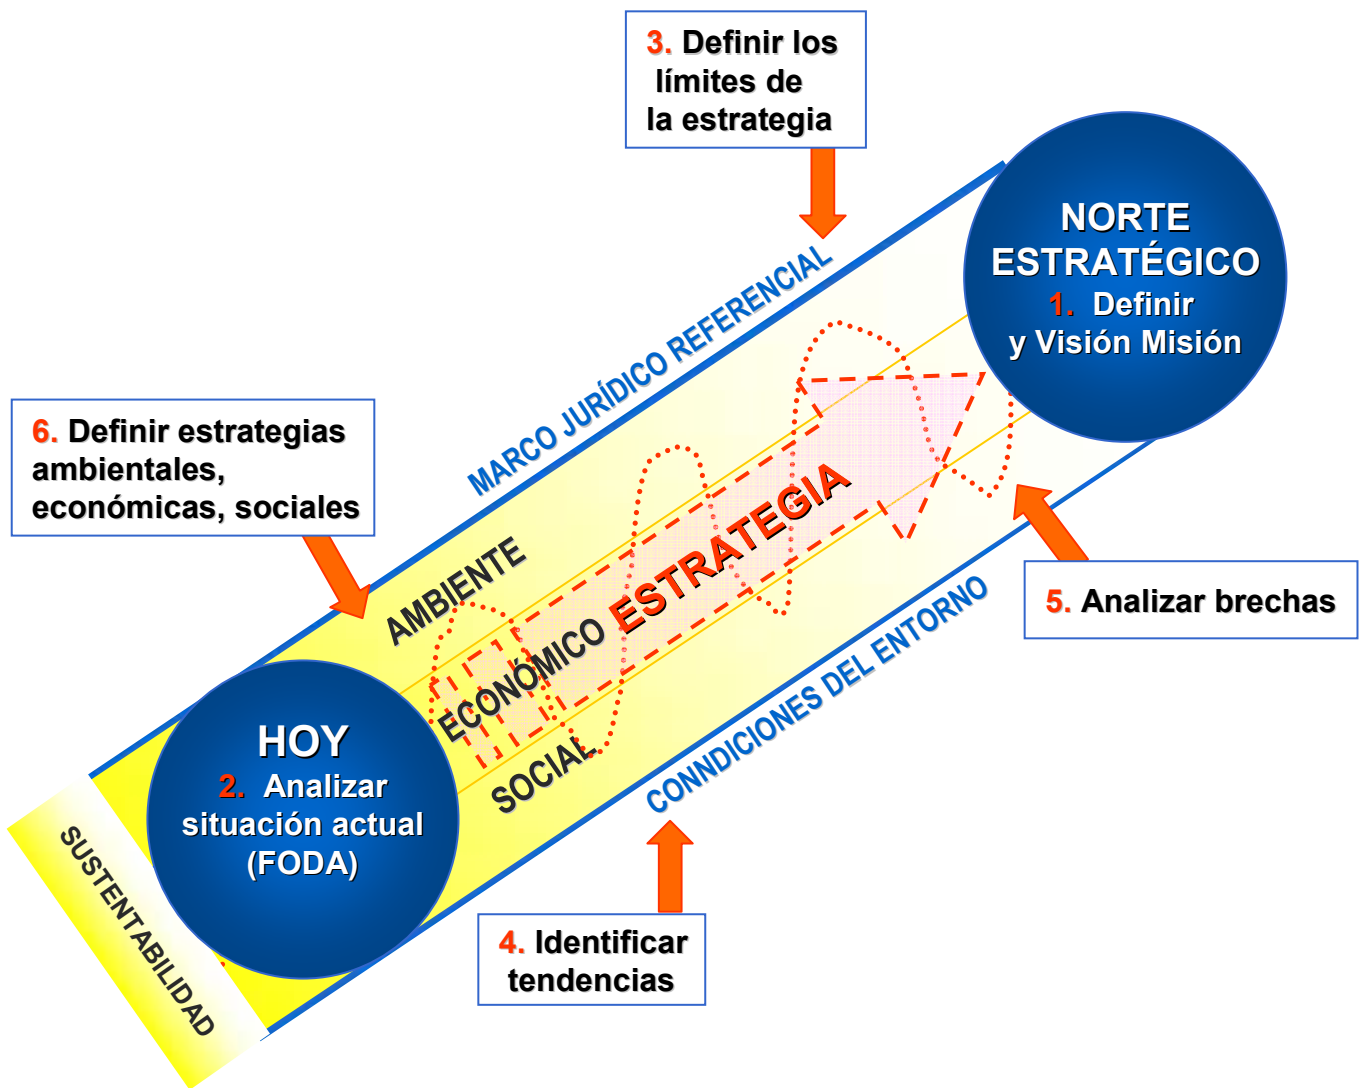 3. Definir los
límites de
la estrategia
NORTE
ESTRATÉGICO
1. Definir
y Visión Misión
MARCO JURÍDICO REFERENCIAL
6. Definir estrategias
ambientales,
económicas, sociales
AMBIENTE
ECONÓMICO
ESTRATEGIA
SOCIAL
CONNDICIONES DEL ENTORNO
5. Analizar brechas
HOY
2. Analizar
situación actual
(FODA)
SUSTENTABILIDAD
4. Identificar
tendencias